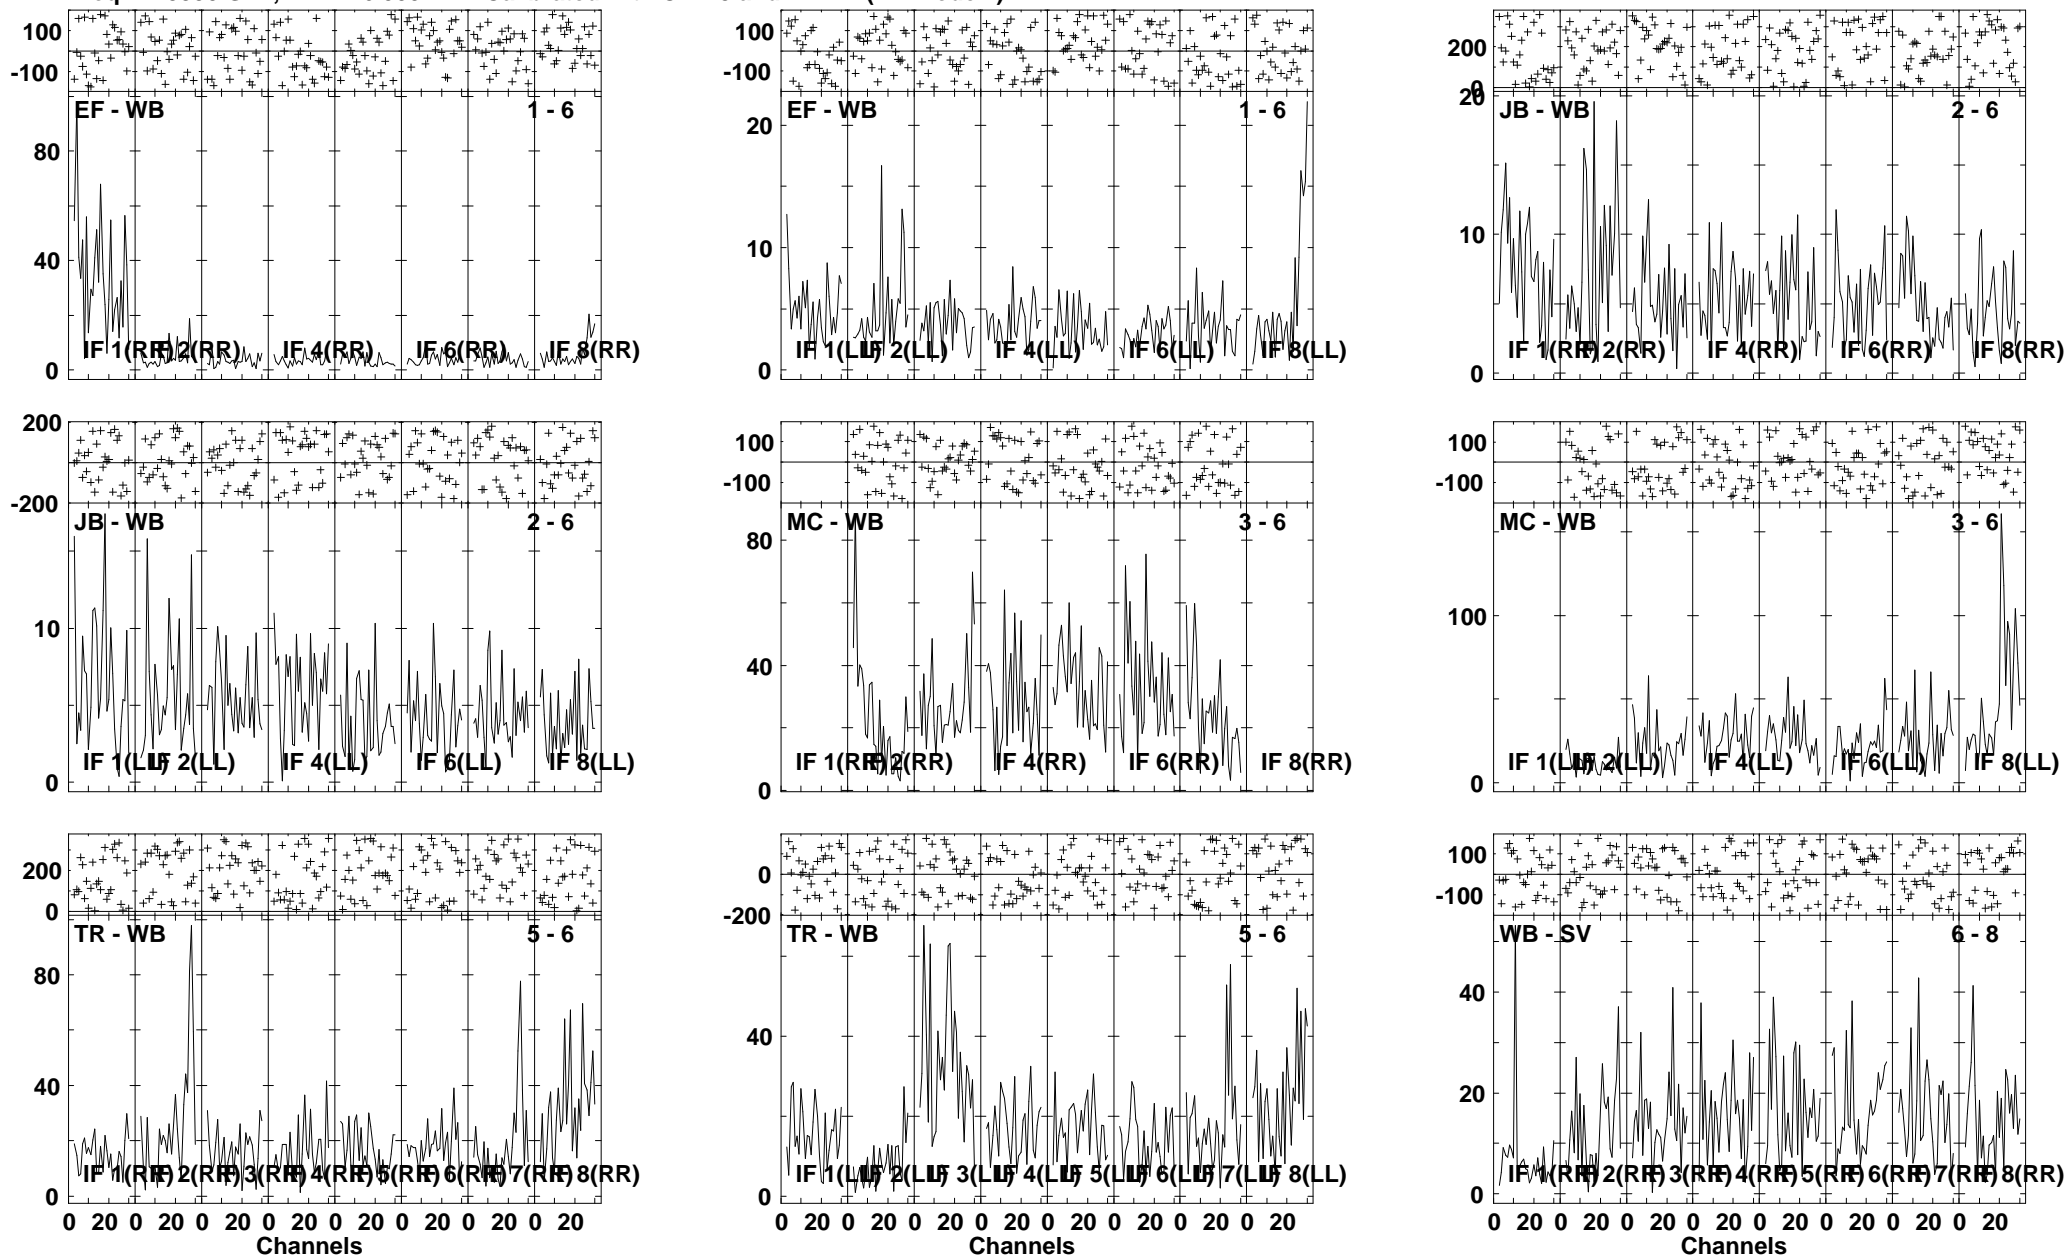 100
-100
EF - WB 1 - 6
80
40
0
IF 1(RR) IF 2(RR) IF 4(RR) IF 6(RR) IF 8(RR)
100
-100
EF - WB 1 - 6
20
10
0
IF 1(LL) IF 2(LL) IF 4(LL) IF 6(LL) IF 8(LL)
200
0
20
JB - WB 2 - 6
10
0
IF 1(RR) IF 2(RR) IF 4(RR) IF 6(RR) IF 8(RR)
200
-200
JB - WB 2 - 6
10
0
IF 1(LL) IF 2(LL) IF 4(LL) IF 6(LL) IF 8(LL)
100
-100
MC - WB 3 - 6
80
40
0
IF 1(RR) IF 2(RR) IF 4(RR) IF 6(RR) IF 8(RR)
100
-100
MC - WB 3 - 6
100
0
IF 1(LL) IF 2(LL) IF 4(LL) IF 6(LL) IF 8(LL)
200
0
TR - WB 5 - 6
80
40
0
IF 1(RR) IF 2(RR) IF 3(RR) IF 4(RR) IF 5(RR) IF 6(RR) IF 7(RR) IF 8(RR)
0 20 0 20 0 20 0 20 0 20 0 20 0 20 0 20
Channels
0
-200
TR - WB 5 - 6
40
0
IF 1(LL) IF 2(LL) IF 3(LL) IF 4(LL) IF 5(LL) IF 6(LL) IF 7(LL) IF 8(LL)
0 20 0 20 0 20 0 20 0 20 0 20 0 20 0 20
Channels
100
-100
WB - SV 6 - 8
40
20
0
IF 1(RR) IF 2(RR) IF 3(RR) IF 4(RR) IF 5(RR) IF 6(RR) IF 7(RR) IF 8(RR)
0 20 0 20 0 20 0 20 0 20 0 20 0 20 0 20
Channels